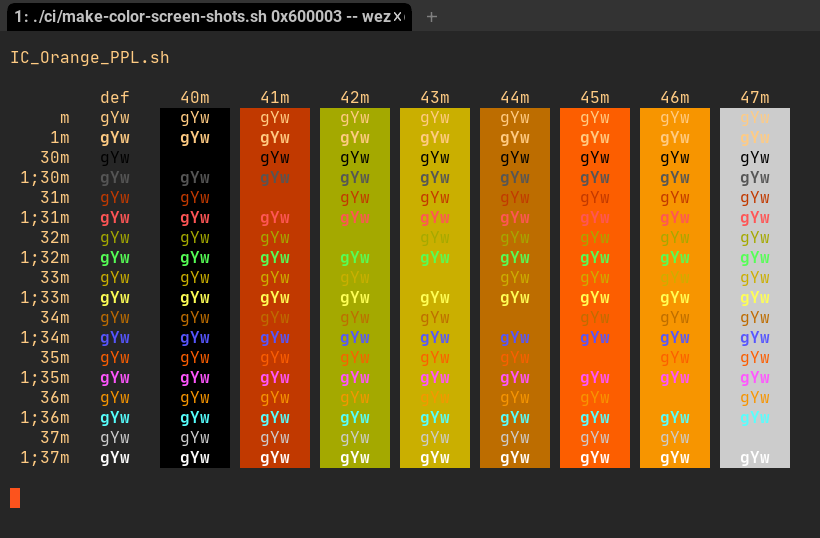 1: ./ci/make-color-screen-shots.sh 0x600003 -- wez× +
IC_Orange_PPL.sh
def 40m 41m 42m 43m 44m 45m 46m 47m
m gYw gYw gYw gYw gYw gYw gYw gYw gYw
1m gYw gYw gYw gYw gYw gYw gYw gYw gYw
30m gYw gYw gYw gYw gYw gYw gYw gYw
1;30m gYw gYw gYw gYw gYw gYw gYw gYw gYw
31m gYw gYw gYw gYw gYw gYw gYw gYw
1;31m gYw gYw gYw gYw gYw gYw gYw gYw gYw
32m gYw gYw gYw gYw gYw gYw gYw gYw
1;32m gYw gYw gYw gYw gYw gYw gYw gYw gYw
33m gYw gYw gYw gYw gYw gYw gYw gYw
1;33m gYw gYw gYw gYw gYw gYw gYw gYw gYw
34m gYw gYw gYw gYw gYw gYw gYw gYw
1;34m gYw gYw gYw gYw gYw gYw gYw gYw gYw
35m gYw gYw gYw gYw gYw gYw gYw gYw
1;35m gYw gYw gYw gYw gYw gYw gYw gYw gYw
36m gYw gYw gYw gYw gYw gYw gYw gYw
1;36m gYw gYw gYw gYw gYw gYw gYw gYw gYw
37m gYw gYw gYw gYw gYw gYw gYw gYw
1;37m gYw gYw gYw gYw gYw gYw gYw gYw gYw